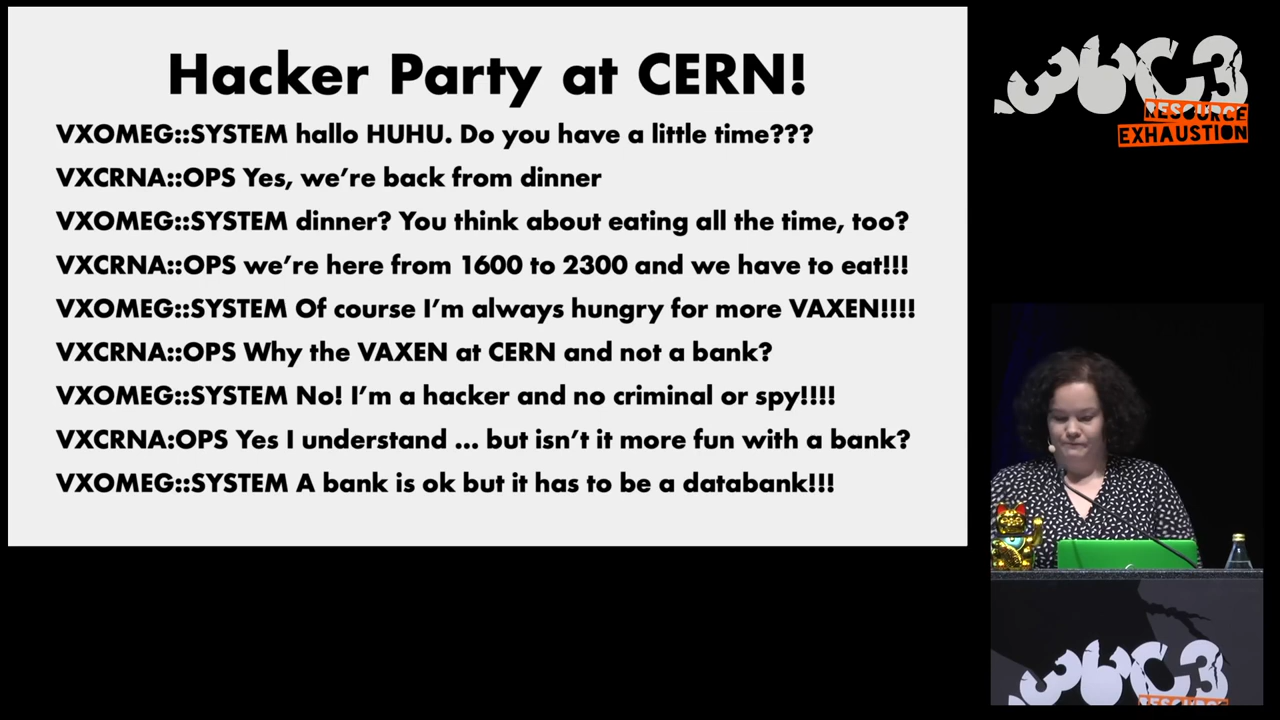 Hacker Party at CERN!
VXOMEG::SYSTEM hallo HUHU. Do you have a little time???
VXCRNA::OPS Yes, we're back from dinner
VXOMEG::SYSTEM dinner? You think about eating all the time, too?
VXCRNA::OPS we're here from 1600 to 2300 and we have to eat!!!
VXOMEG::SYSTEM Of course I'm always hungry for more VAXEN!!!!
VXCRNA::OPS Why the VAXEN at CERN and not a bank?
VXOMEG::SYSTEM No! I'm a hacker and no criminal or spy!!!!
VXCRNA:OPS Yes I understand ... but isn't it more fun with a bank?
VXOMEG::SYSTEM A bank is ok but it has to be a databank!!!
36C3
RESOURCE
EXHAUSTION
36C3
RESOURCE